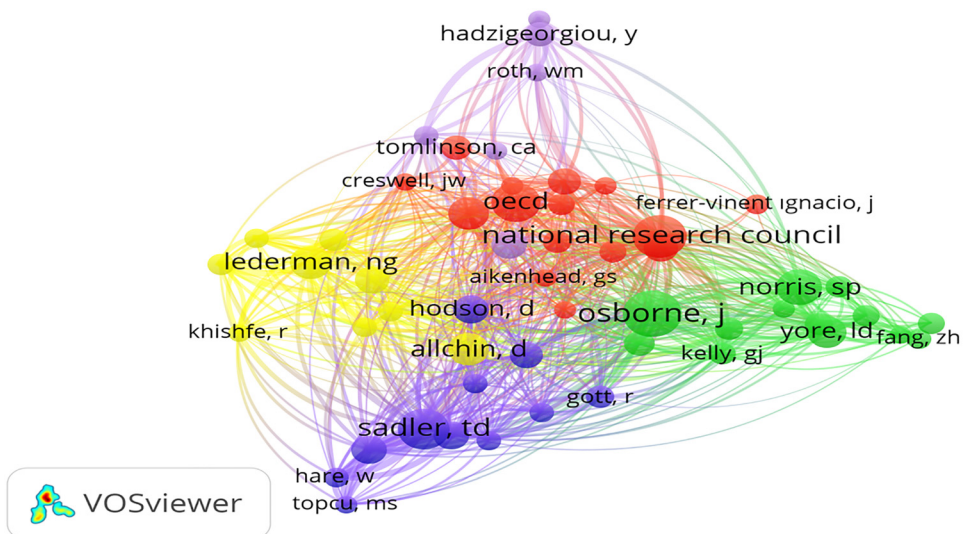 hadzigeorgiou, y
roth, wm
tomlinson, ca
creswell, jw
oecd
ferrer-vinent ıgnacio, j
national research council
lederman, ng
aikenhead, gs
norris, sp
hodson, d
osborne, j
khishfe, r
yore, ld
fang, zh
allchin, d
kelly, gj
gott, r
sadler, td
hare, w
topcu, ms
VOSviewer